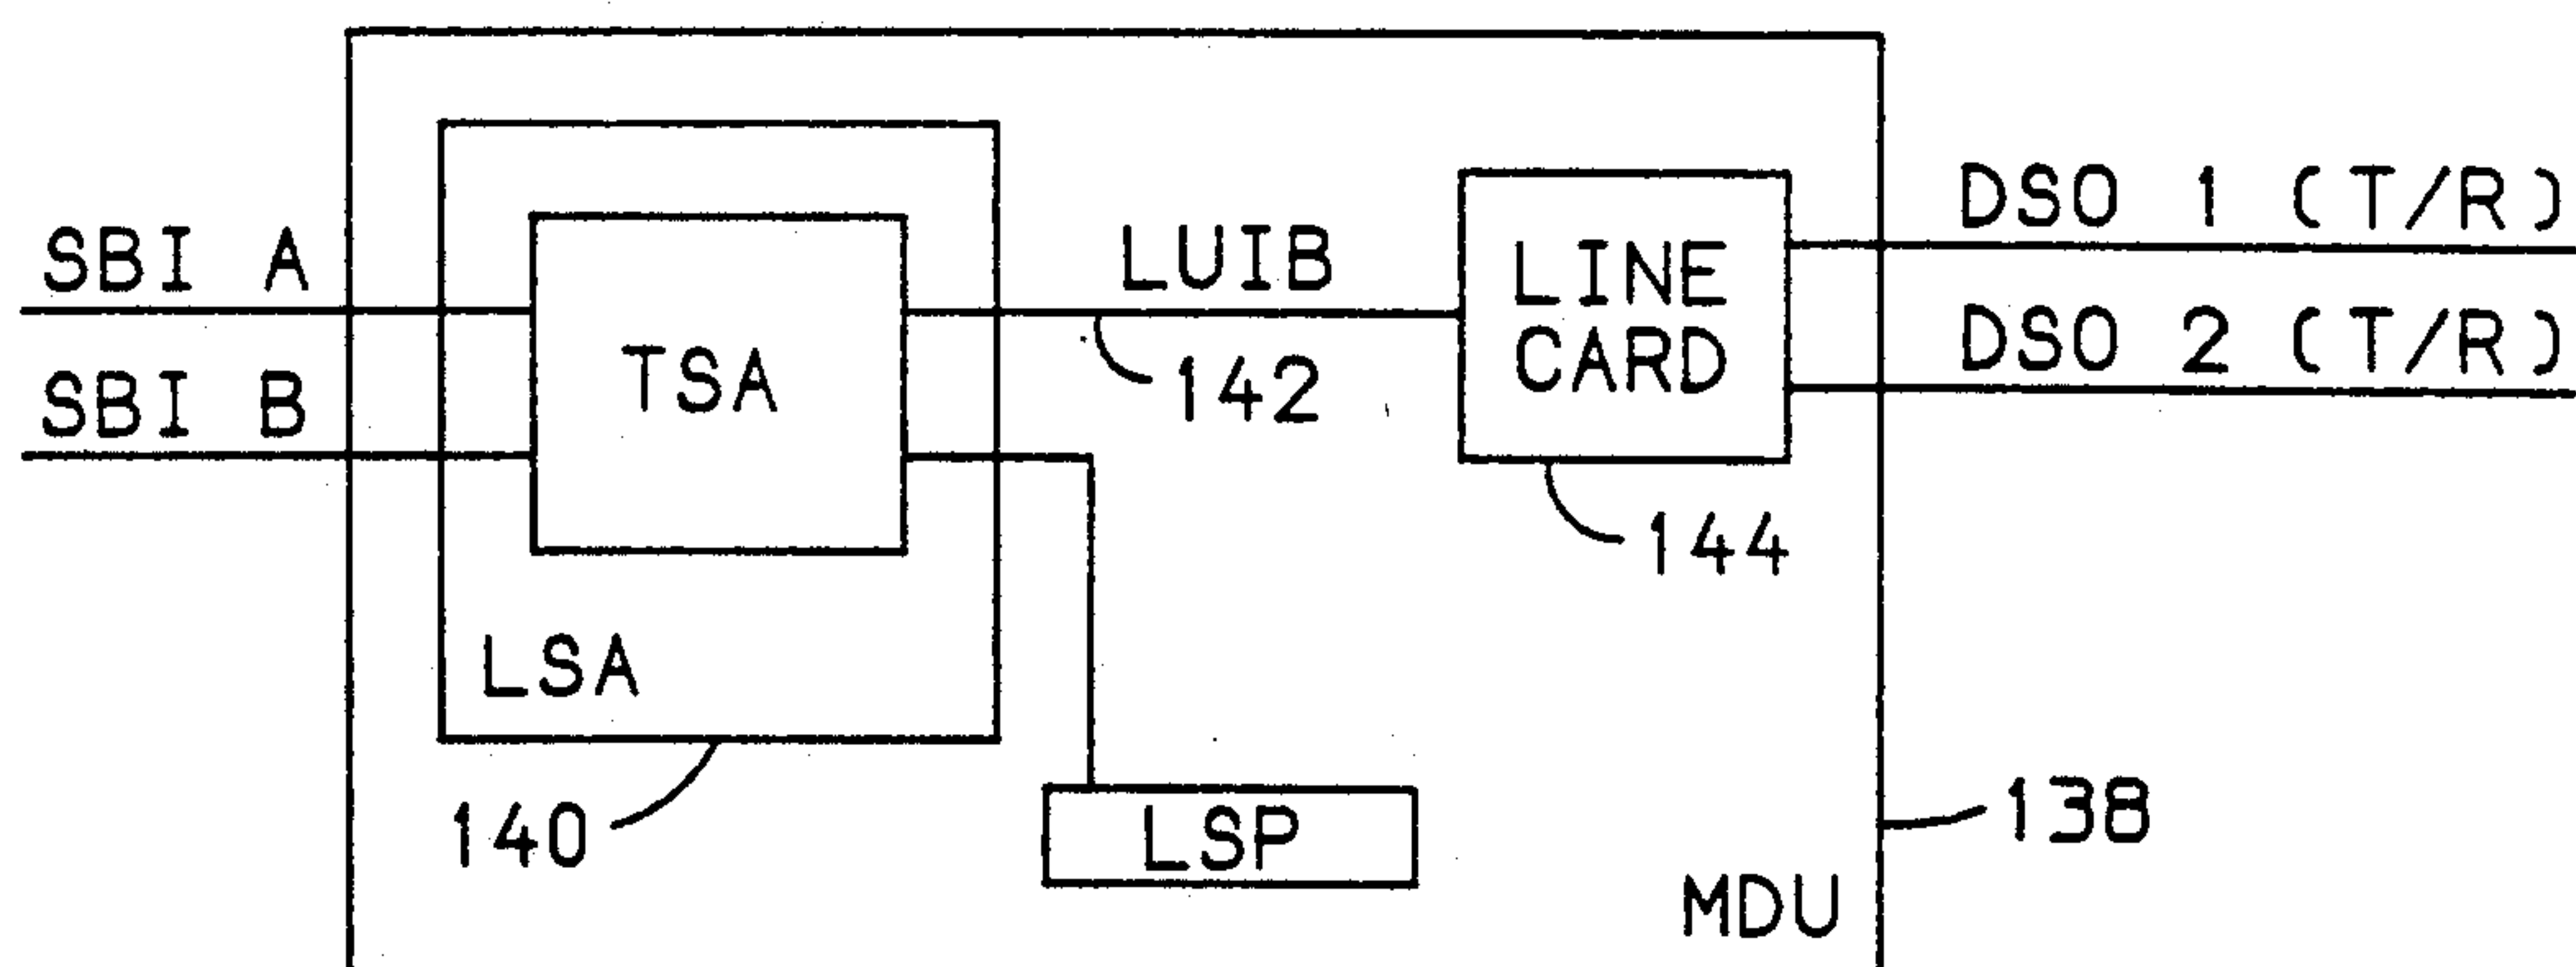 SBI A
SBI B
TSA
LSA
140
LUIB
142
LINE
CARD
144
LSP
DSO 1 (T/R)
DSO 2 (T/R)
138
MDU